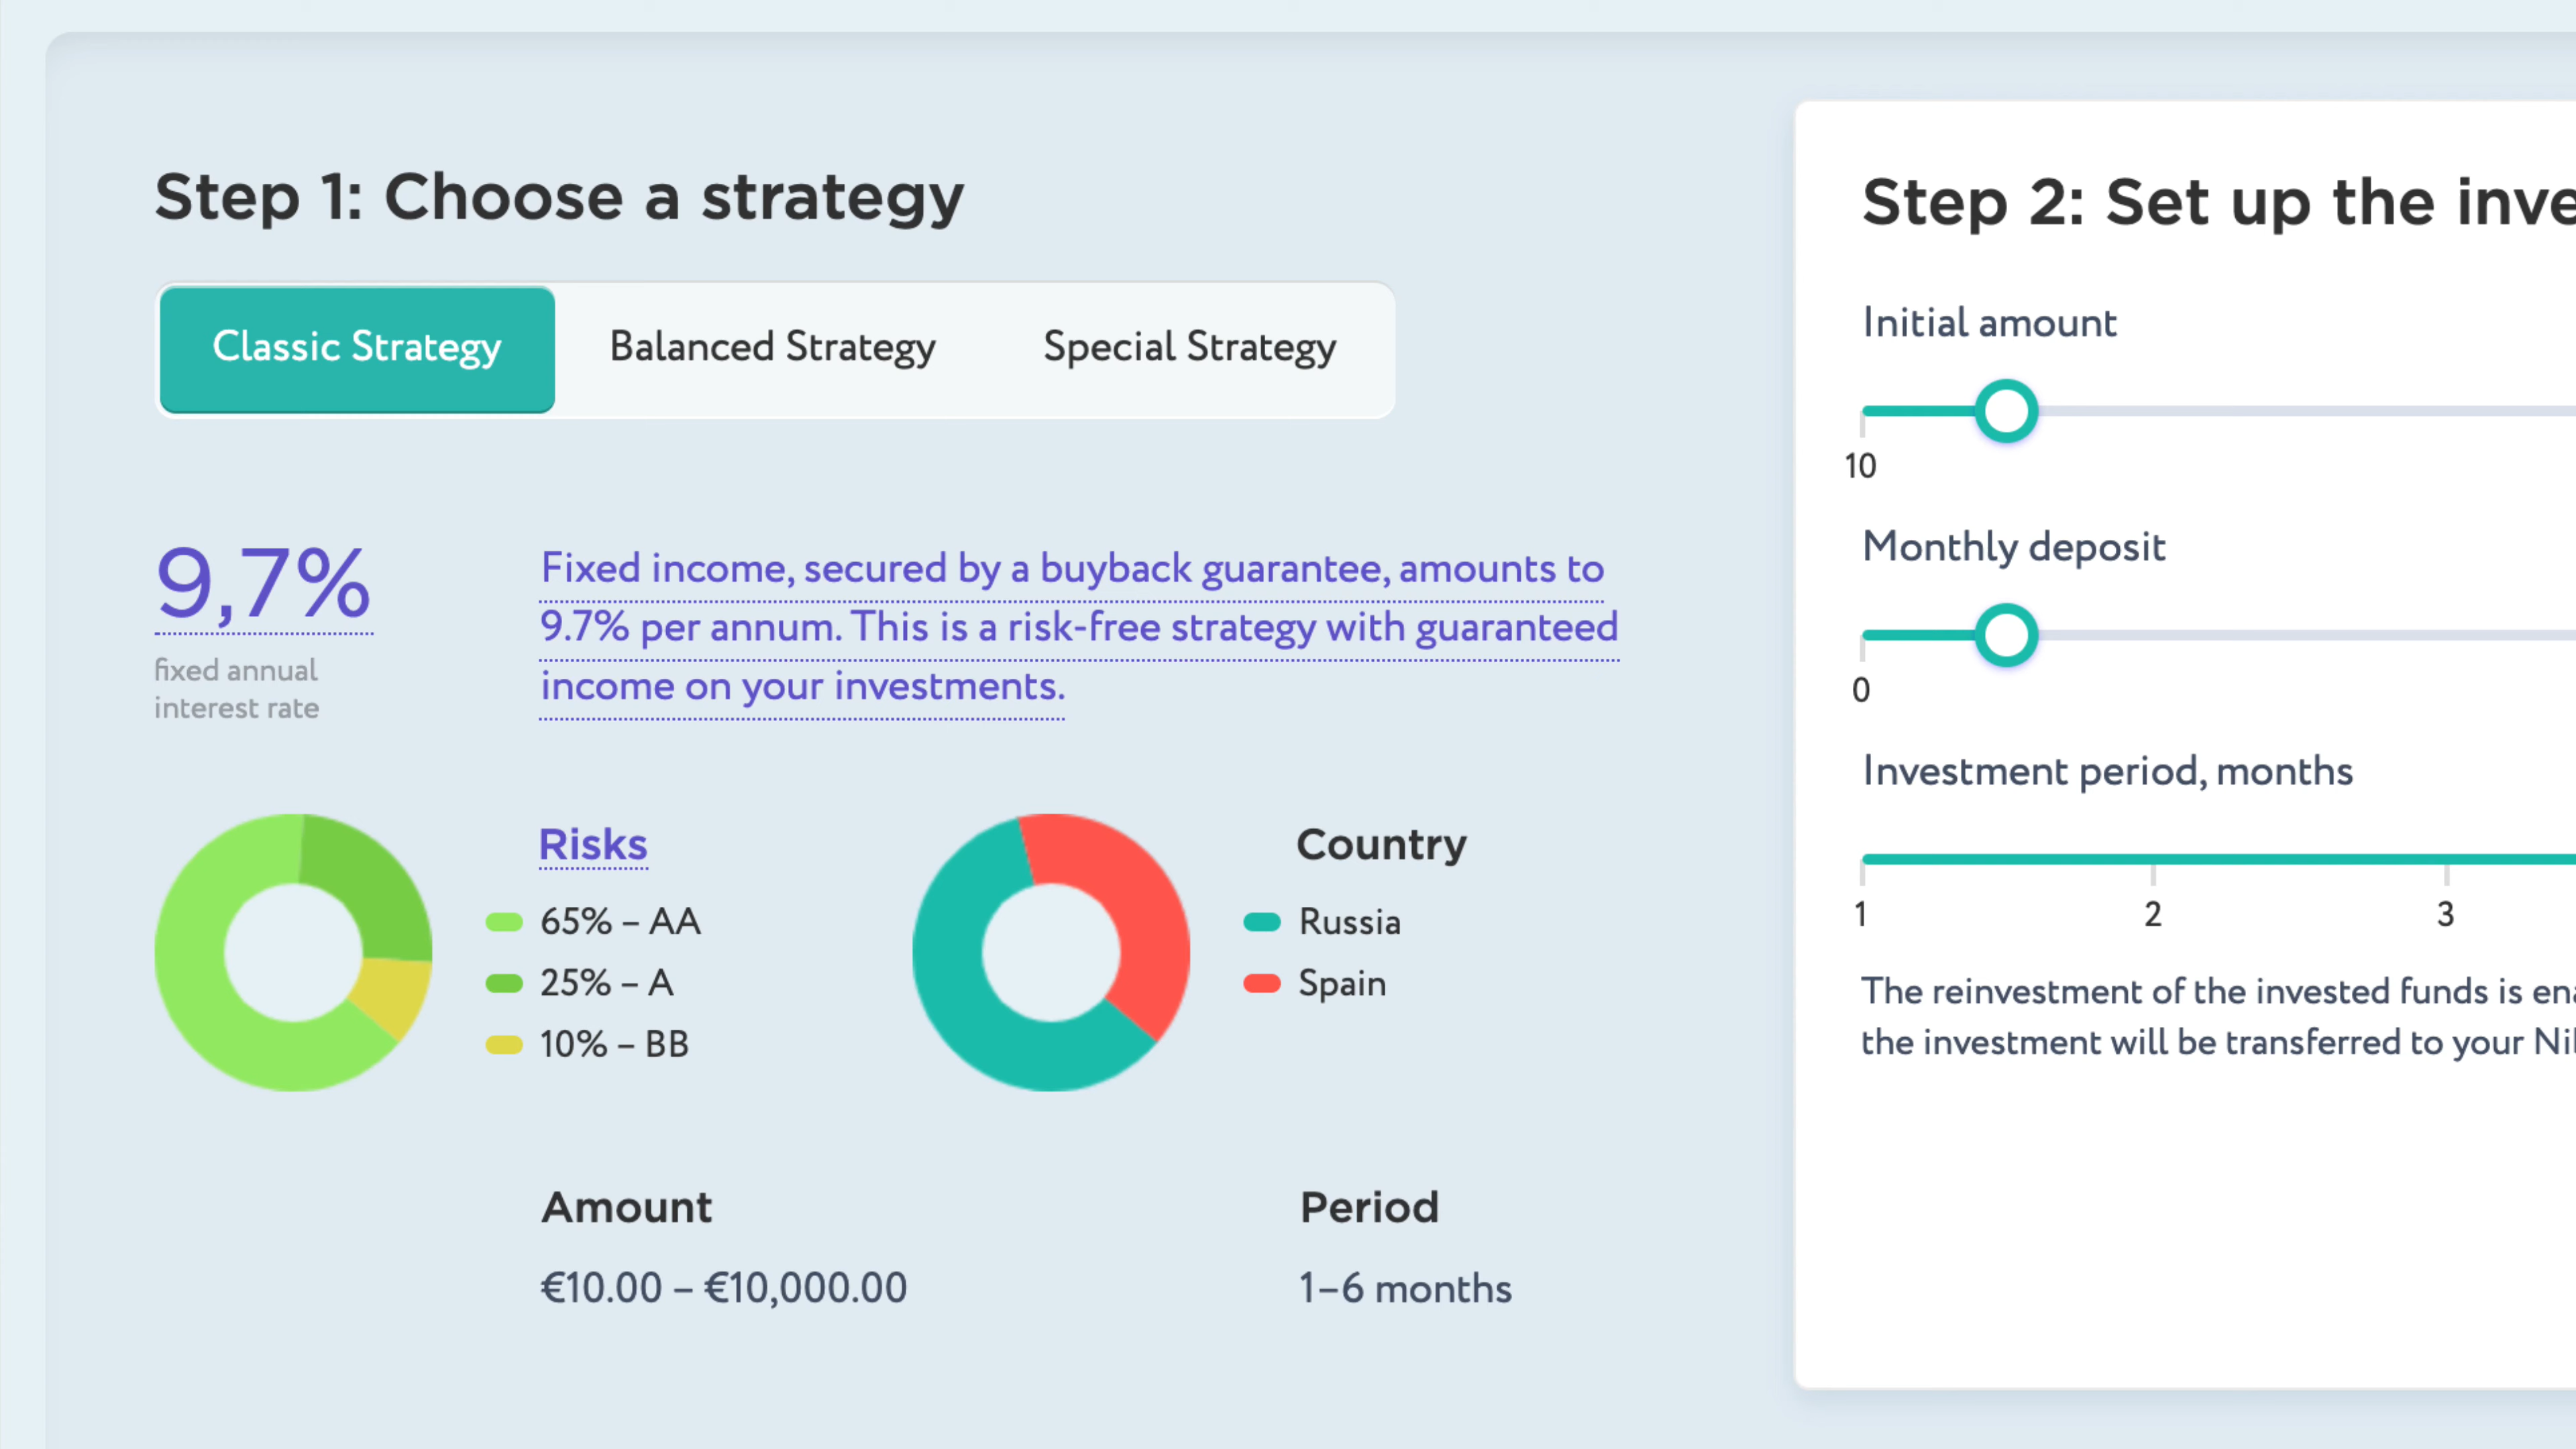 Step 1: Choose a strategy
Classic Strategy
Balanced Strategy
Special Strategy
9,7%
fixed annual
interest rate
Fixed income, secured by a buyback guarantee, amounts to
9.7% per annum. This is a risk-free strategy with guaranteed
income on your investments.
Risks
65% – AA
25% – A
10% – BB
Country
Russia
Spain
Amount
€10.00 – €10,000.00
Period
1–6 months
Step 2: Set up the
Initial amount
10
Monthly deposit
0
Investment period, months
1
2
3
The reinvestment of the invested funds is
the investment will be transferred to your